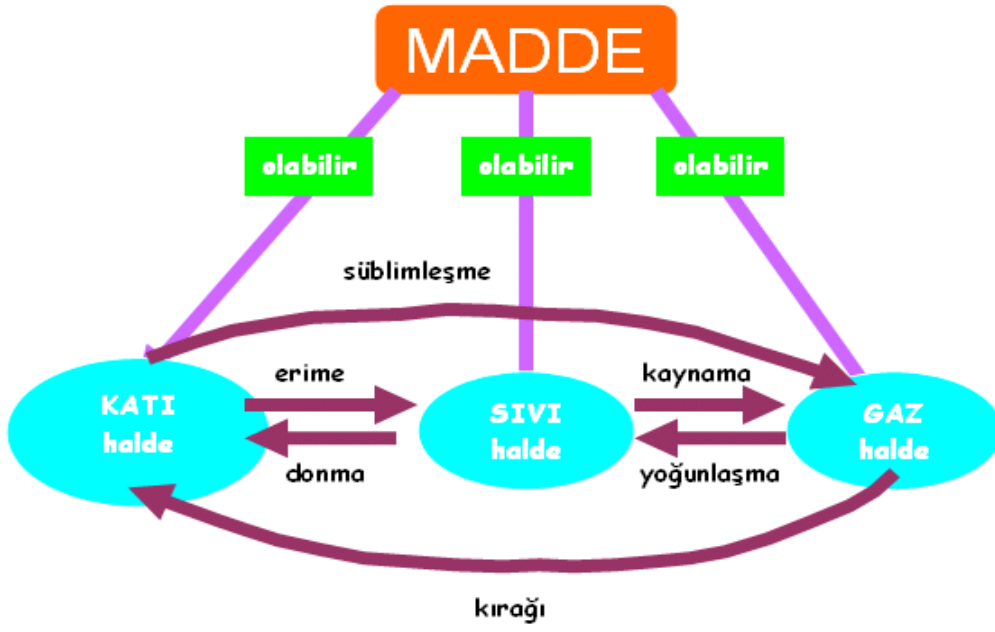 MADDE
olabilir
olabilir
olabilir
süblimleşme
erime
kaynama
KATI
halde
SIVI
halde
GAZ
halde
donma
yoğunlaşma
kırağı